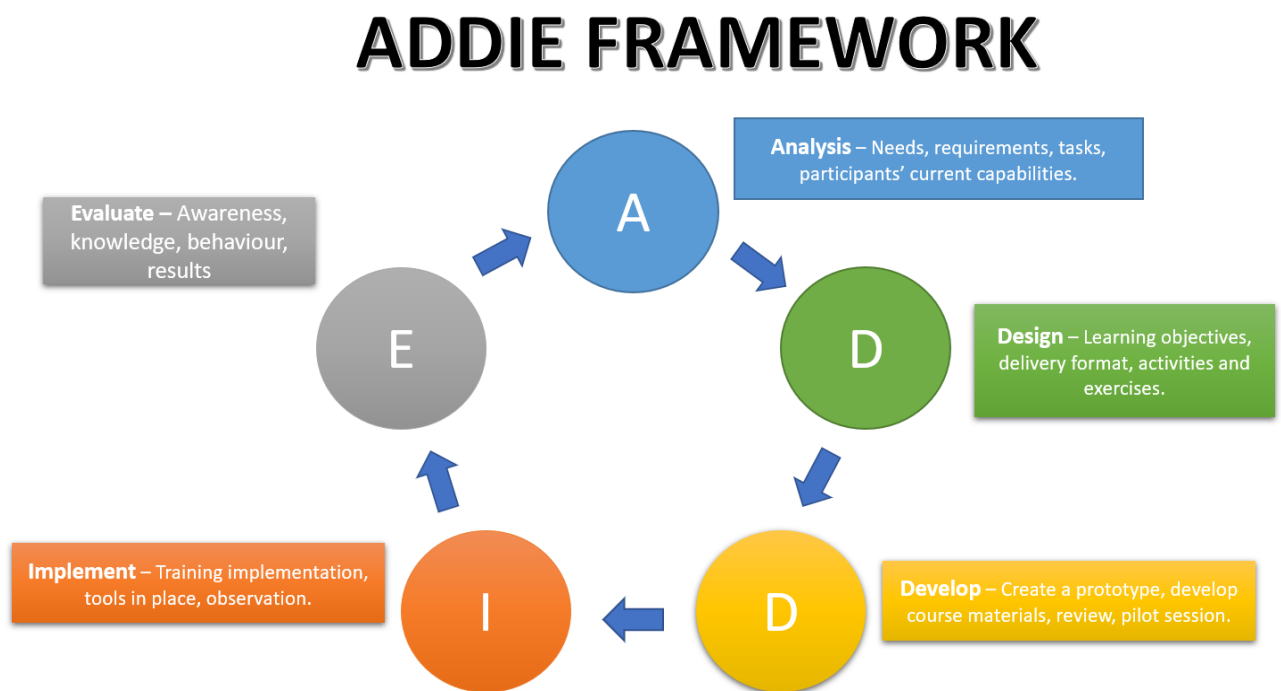 ADDIE FRAMEWORK
A
Analysis – Needs, requirements, tasks,
participants’ current capabilities.
D
Design – Learning objectives,
delivery format, activities and
exercises.
D
Develop – Create a prototype, develop
course materials, review, pilot session.
I
Implement – Training implementation,
tools in place, observation.
E
Evaluate – Awareness,
knowledge, behaviour,
results